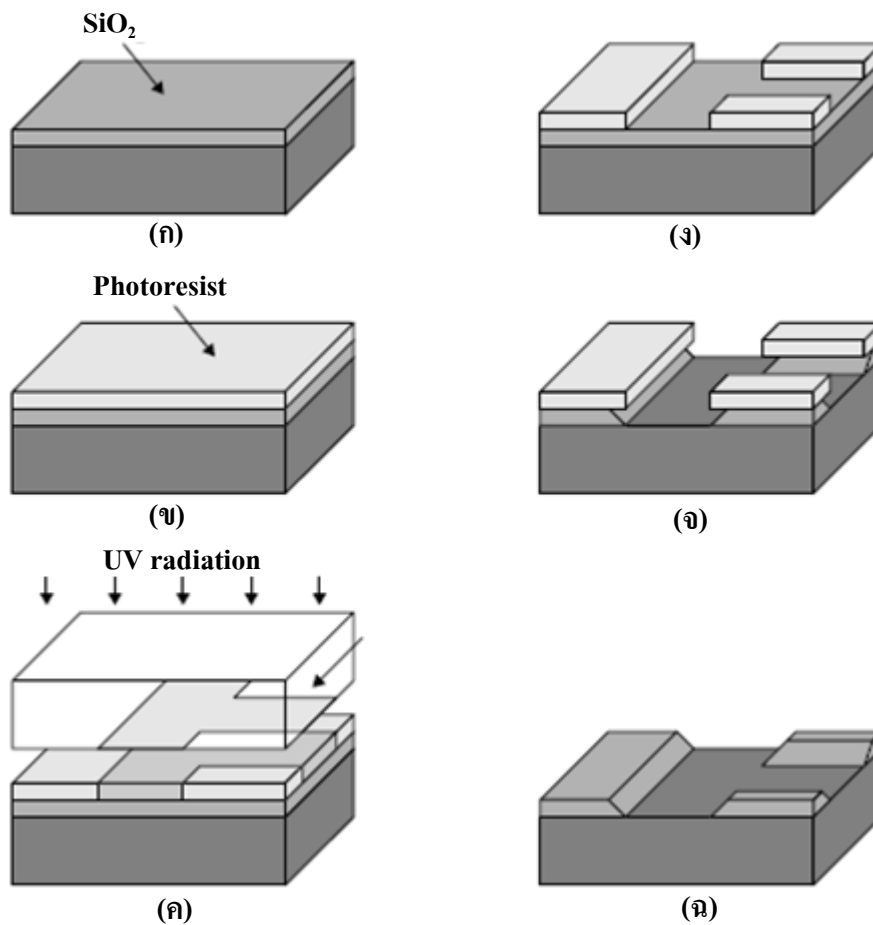 SiO₂
(ก)
(ง)
Photoresist
(ข)
(จ)
UV radiation
(ค)
(ฉ)